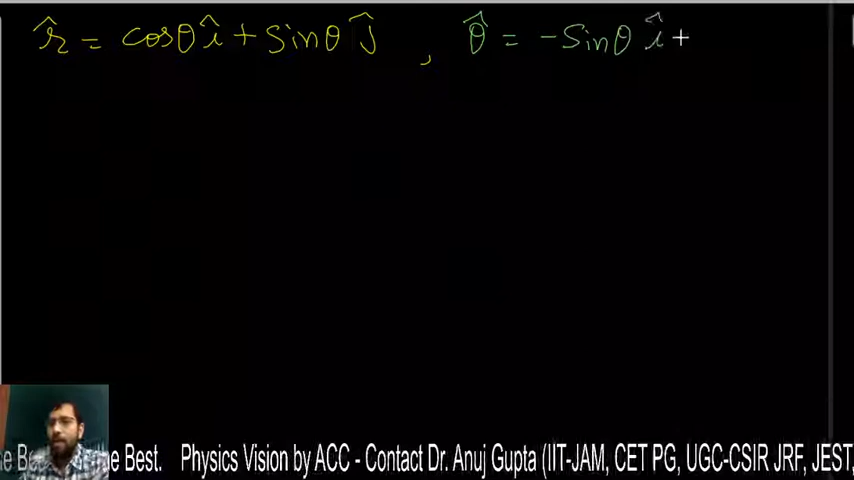 r̂ = cosθ î + sinθ ĵ , θ̂ = -sinθ î +
e Be e Best. Physics Vision by ACC - Contact Dr. Anuj Gupta (IIT-JAM, CET PG, UGC-CSIR JRF, JEST,